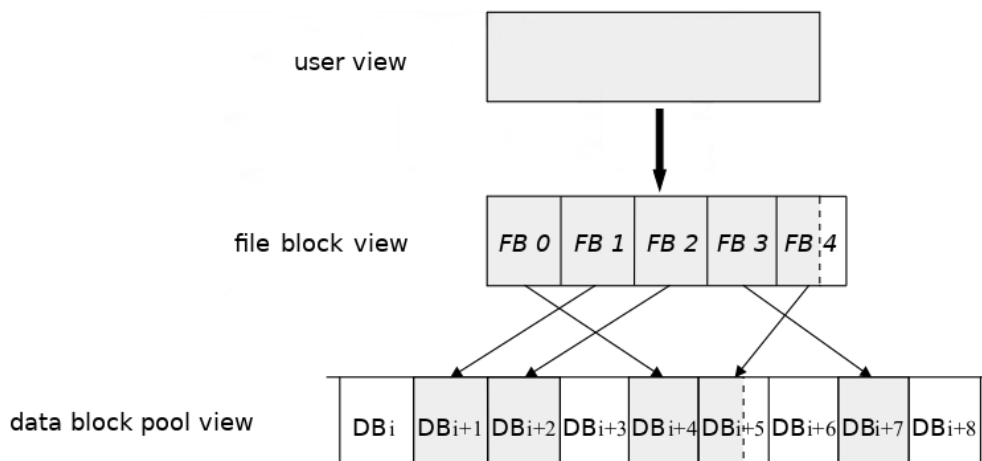 user view
file block view FB 0 FB 1 FB 2 FB 3 FB 4
data block pool view DBi DBi+1 DBi+2 DBi+3 DBi+4 DBi+5 DBi+6 DBi+7 DBi+8